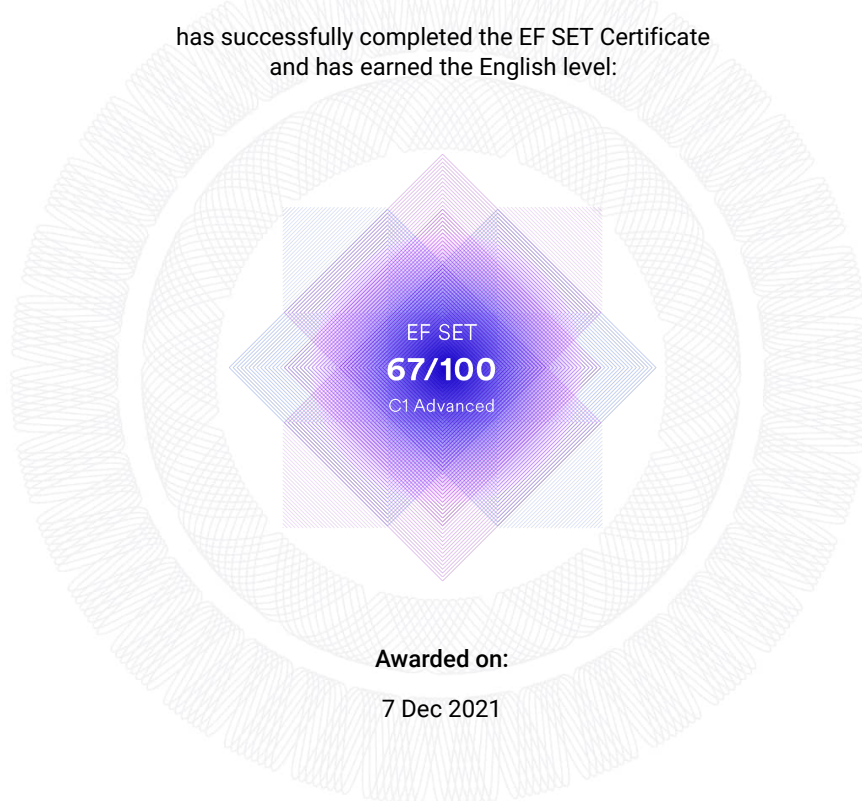 has successfully completed the EF SET Certificate
and has earned the English level:
EF SET
67/100
C1 Advanced
Awarded on:
7 Dec 2021